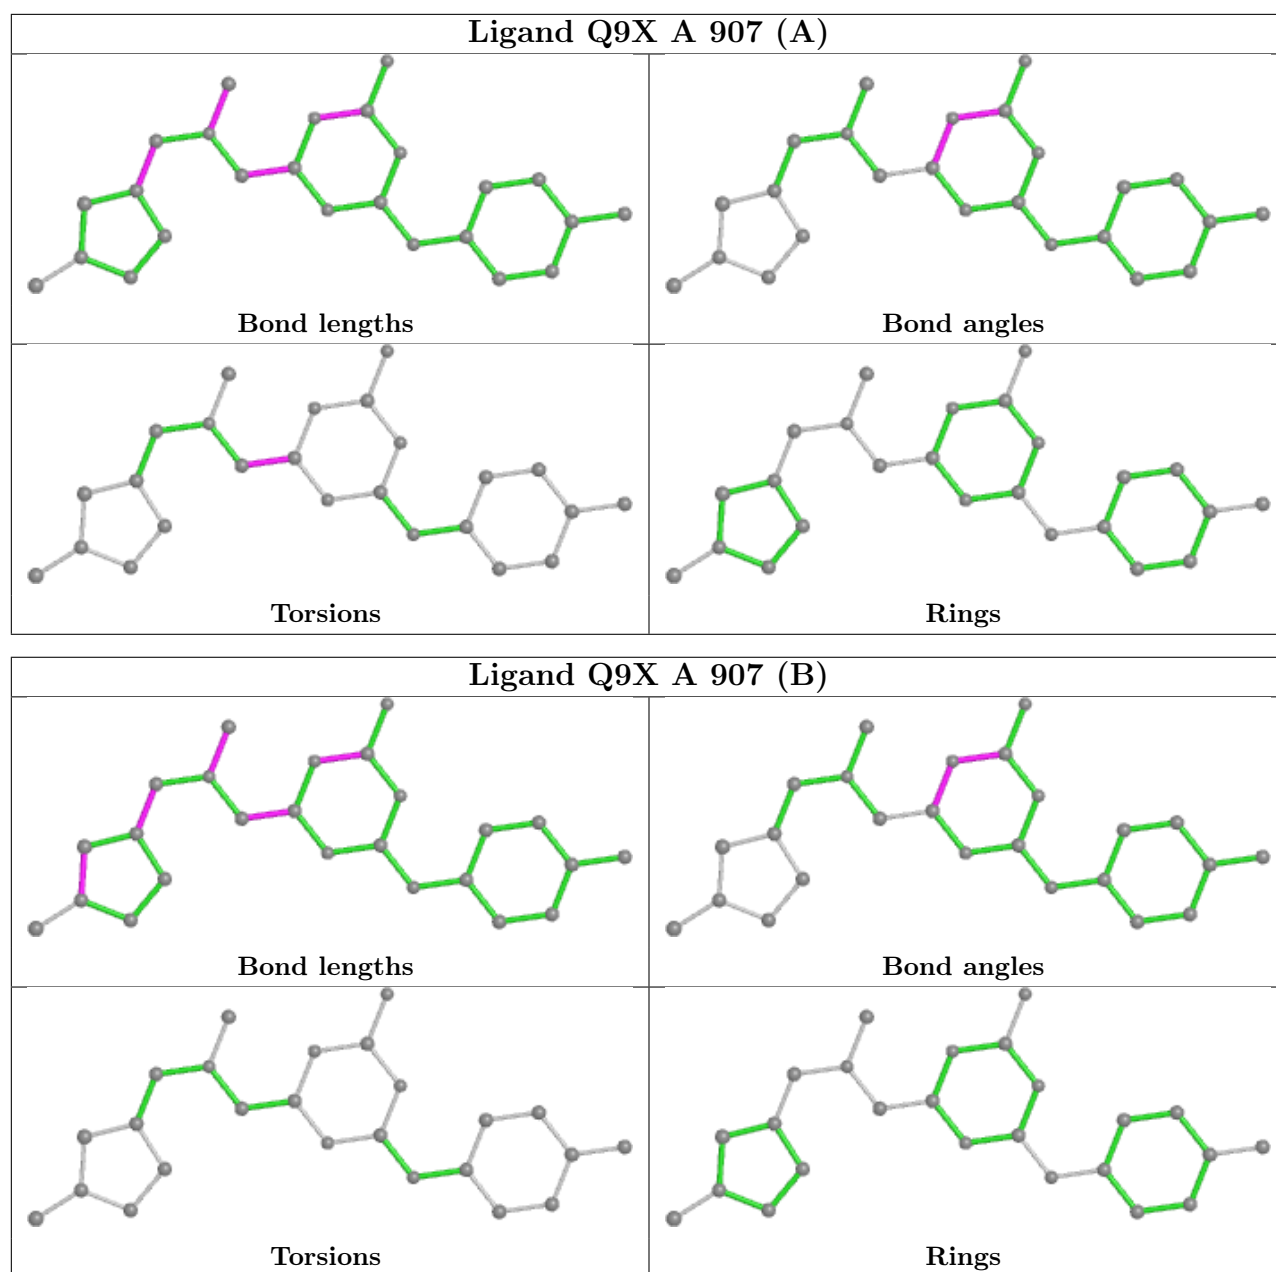 Ligand Q9X A 907 (A)
Bond lengths
Bond angles
Torsions
Rings
Ligand Q9X A 907 (B)
Bond lengths
Bond angles
Torsions
Rings